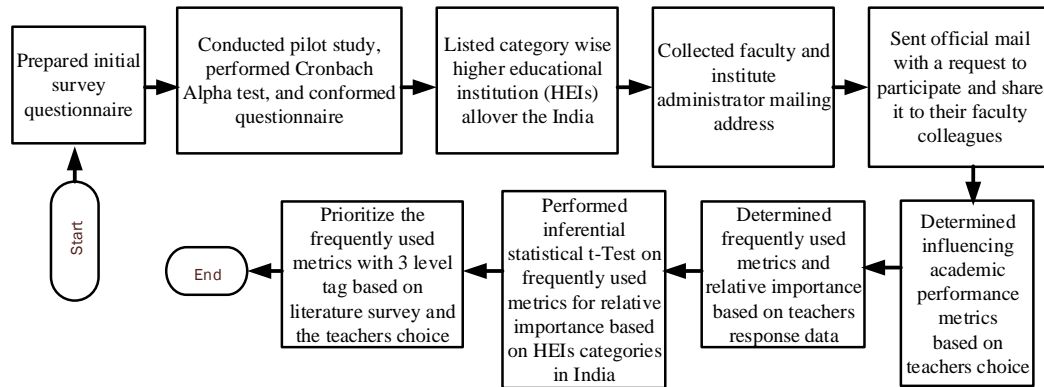 Prepared initial
survey
questionnaire
Conducted pilot study,
performed Cronbach
Alpha test, and conformed
questionnaire
Listed category wise
higher educational
institution (HEIs)
allover the India
Collected faculty and
institute
administrator mailing
address
Sent official mail
with a request to
participate and share
it to their faculty
colleagues
Start
End
Prioritize the
frequently used
metrics with 3 level
tag based on
literature survey and
the teachers choice
Performed
inferential
statistical t-Test on
frequently used
metrics for relative
importance based
on HEIs categories
in India
Determined
frequently used
metrics and
relative importance
based on teachers
response data
Determined
influencing
academic
performance
metrics
based on
teachers choice